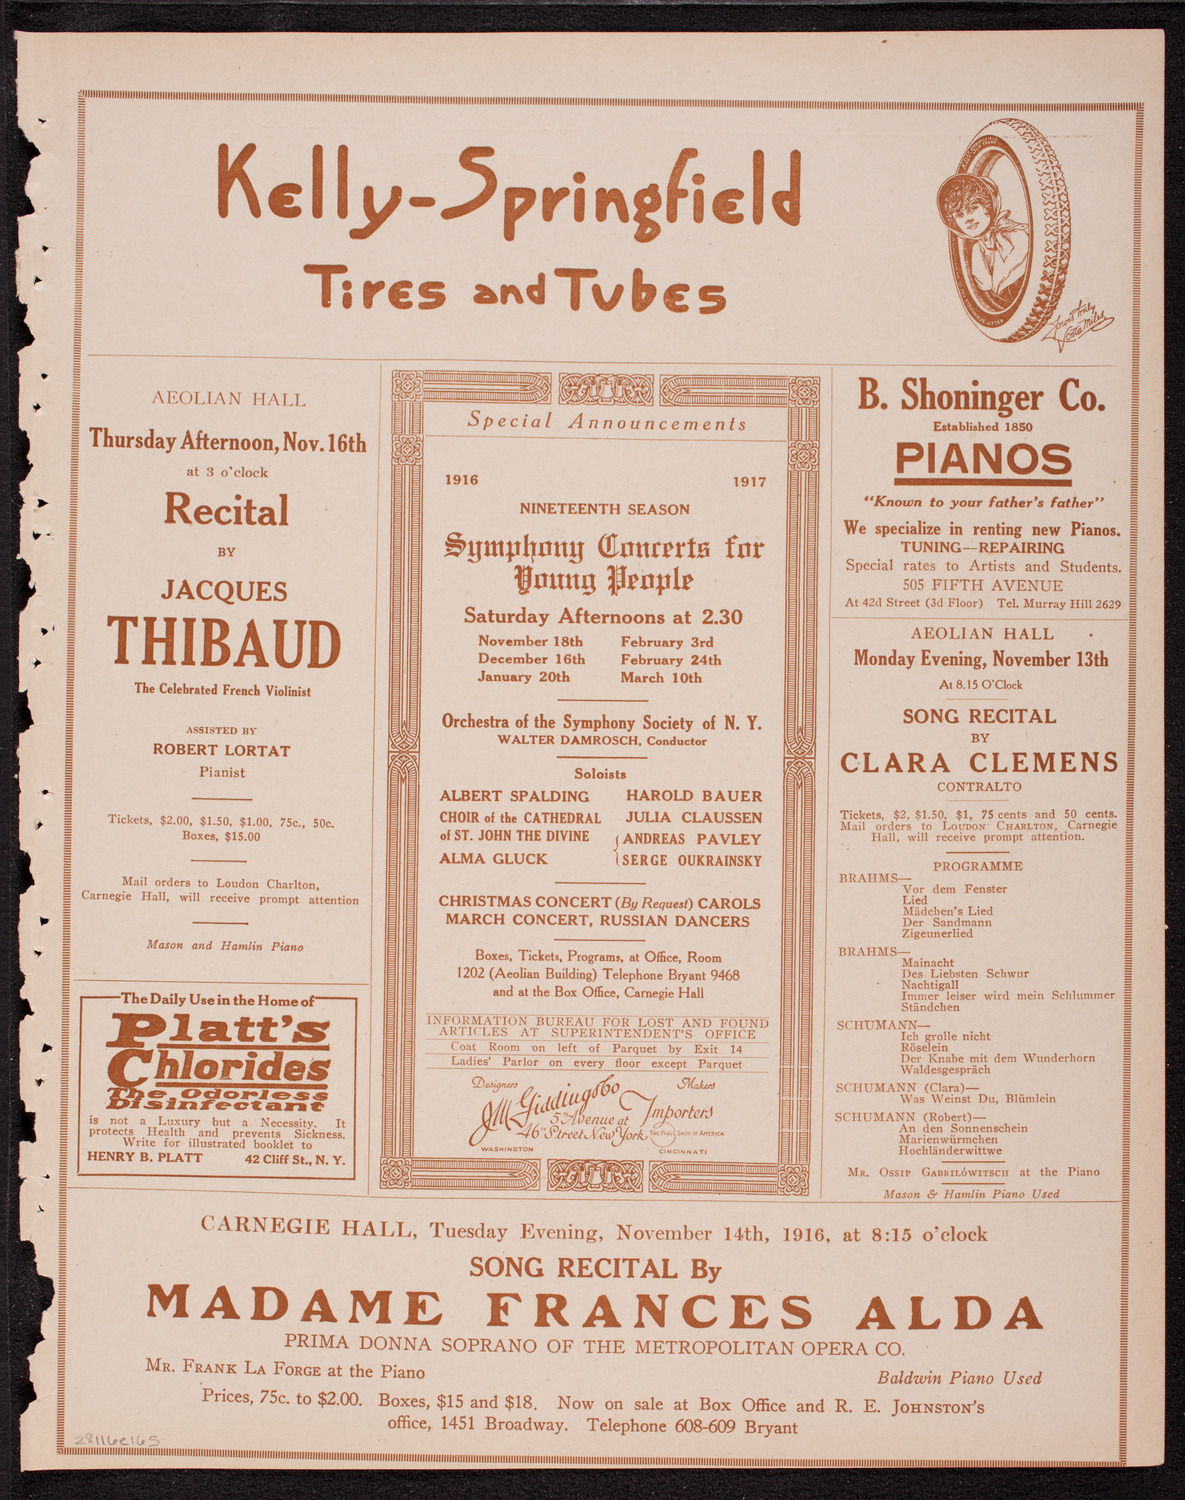 Kelly-Springfield
Tires and Tubes
Yours truly
Lotta Miles
AEOLIAN HALL
Thursday Afternoon, Nov. 16th
at 3 o'clock
Recital
BY
JACQUES
THIBAUD
The Celebrated French Violinist
ASSISTED BY
ROBERT LORTAT
Pianist
Tickets, $2.00, $1.50, $1.00, 75c., 50c.
Boxes, $15.00
Mail orders to Loudon Charlton,
Carnegie Hall, will receive prompt attention
Mason and Hamlin Piano
The Daily Use in the Home of
Platt's
Chlorides
The Odorless
Disinfectant
is not a Luxury but a Necessity. It
protects Health and prevents Sickness.
Write for illustrated booklet to
HENRY B. PLATT 42 Cliff St., N. Y.
Special Announcements
1916 1917
NINETEENTH SEASON
Symphony Concerts for
Young People
Saturday Afternoons at 2.30
November 18th February 3rd
December 16th February 24th
January 20th March 10th
Orchestra of the Symphony Society of N. Y.
WALTER DAMROSCH, Conductor
Soloists
ALBERT SPALDING HAROLD BAUER
CHOIR of the CATHEDRAL JULIA CLAUSSEN
of ST. JOHN THE DIVINE ANDREAS PAVLEY
ALMA GLUCK SERGE OUKRAINSKY
CHRISTMAS CONCERT (By Request) CAROLS
MARCH CONCERT, RUSSIAN DANCERS
Boxes, Tickets, Programs, at Office, Room
1202 (Aeolian Building) Telephone Bryant 9468
and at the Box Office, Carnegie Hall
INFORMATION BUREAU FOR LOST AND FOUND
ARTICLES AT SUPERINTENDENT'S OFFICE
Coat Room on left of Parquet by Exit 14
Ladies' Parlor on every floor except Parquet
Designers Makers
J.M. Gidding & Co
5th Avenue at Importers
46th Street New York THE PARIS SHOP OF AMERICA
WASHINGTON CINCINNATI
B. Shoninger Co.
Established 1850
PIANOS
"Known to your father's father"
We specialize in renting new Pianos.
TUNING—REPAIRING
Special rates to Artists and Students.
505 FIFTH AVENUE
At 42d Street (3d Floor) Tel. Murray Hill 2629
AEOLIAN HALL
Monday Evening, November 13th
At 8.15 O'Clock
SONG RECITAL
BY
CLARA CLEMENS
CONTRALTO
Tickets, $2, $1.50, $1, 75 cents and 50 cents.
Mail orders to LOUDON CHARLTON, Carnegie
Hall, will receive prompt attention.
PROGRAMME
BRAHMS—
Vor dem Fenster
Lied
Mädchen's Lied
Der Sandmann
Zigeunerlied
BRAHMS—
Mainacht
Des Liebsten Schwur
Nachtigall
Immer leiser wird mein Schlummer
Ständchen
SCHUMANN—
Ich grolle nicht
Röselein
Der Knabe mit dem Wunderhorn
Waldesgespräch
SCHUMANN (Clara)—
Was Weinst Du, Blümlein
SCHUMANN (Robert)—
An den Sonnenschein
Marienwürmchen
Hochländerwittwe
MR. OSSIP GABRILÓWITSCH at the Piano
Mason & Hamlin Piano Used
CARNEGIE HALL, Tuesday Evening, November 14th, 1916, at 8:15 o'clock
SONG RECITAL By
MADAME FRANCES ALDA
PRIMA DONNA SOPRANO OF THE METROPOLITAN OPERA CO.
MR. FRANK LA FORGE at the Piano Baldwin Piano Used
Prices, 75c. to $2.00. Boxes, $15 and $18. Now on sale at Box Office and R. E. JOHNSTON'S
office, 1451 Broadway. Telephone 608-609 Bryant
28116e165